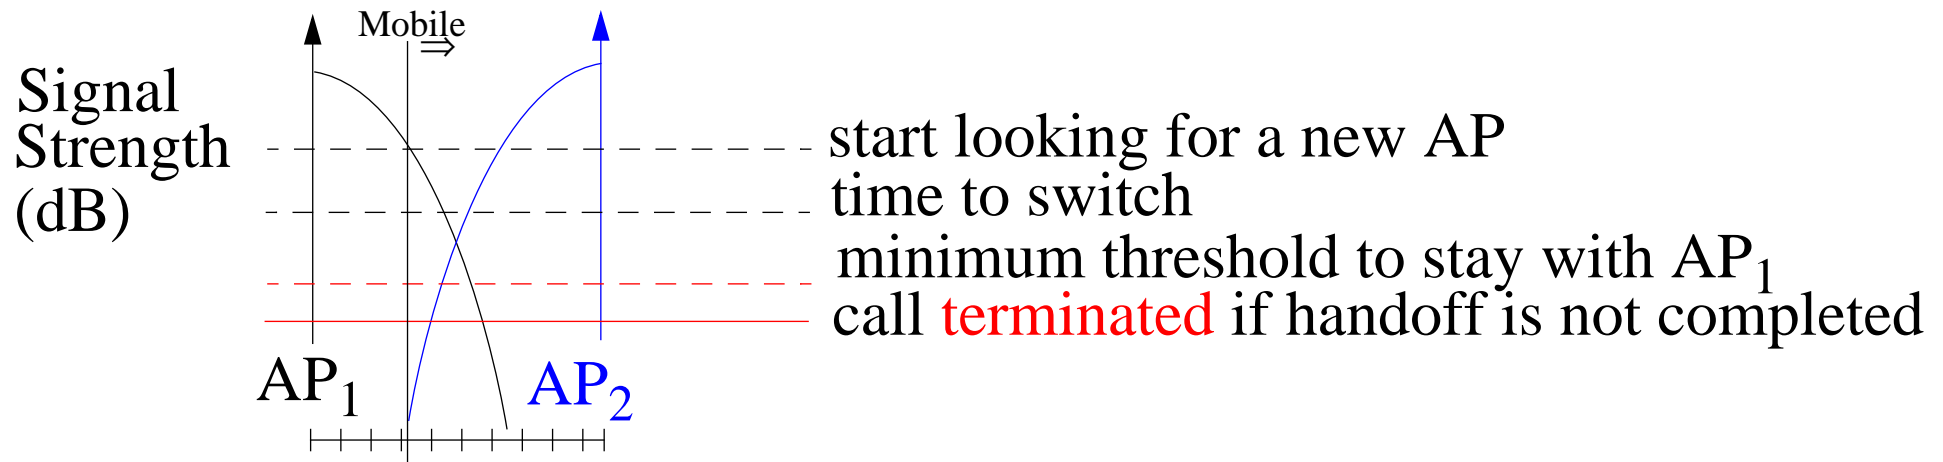 Mobile
⇒
Signal
Strength
(dB)
start looking for a new AP
time to switch
minimum threshold to stay with AP1
call terminated if handoff is not completed
AP1
AP2